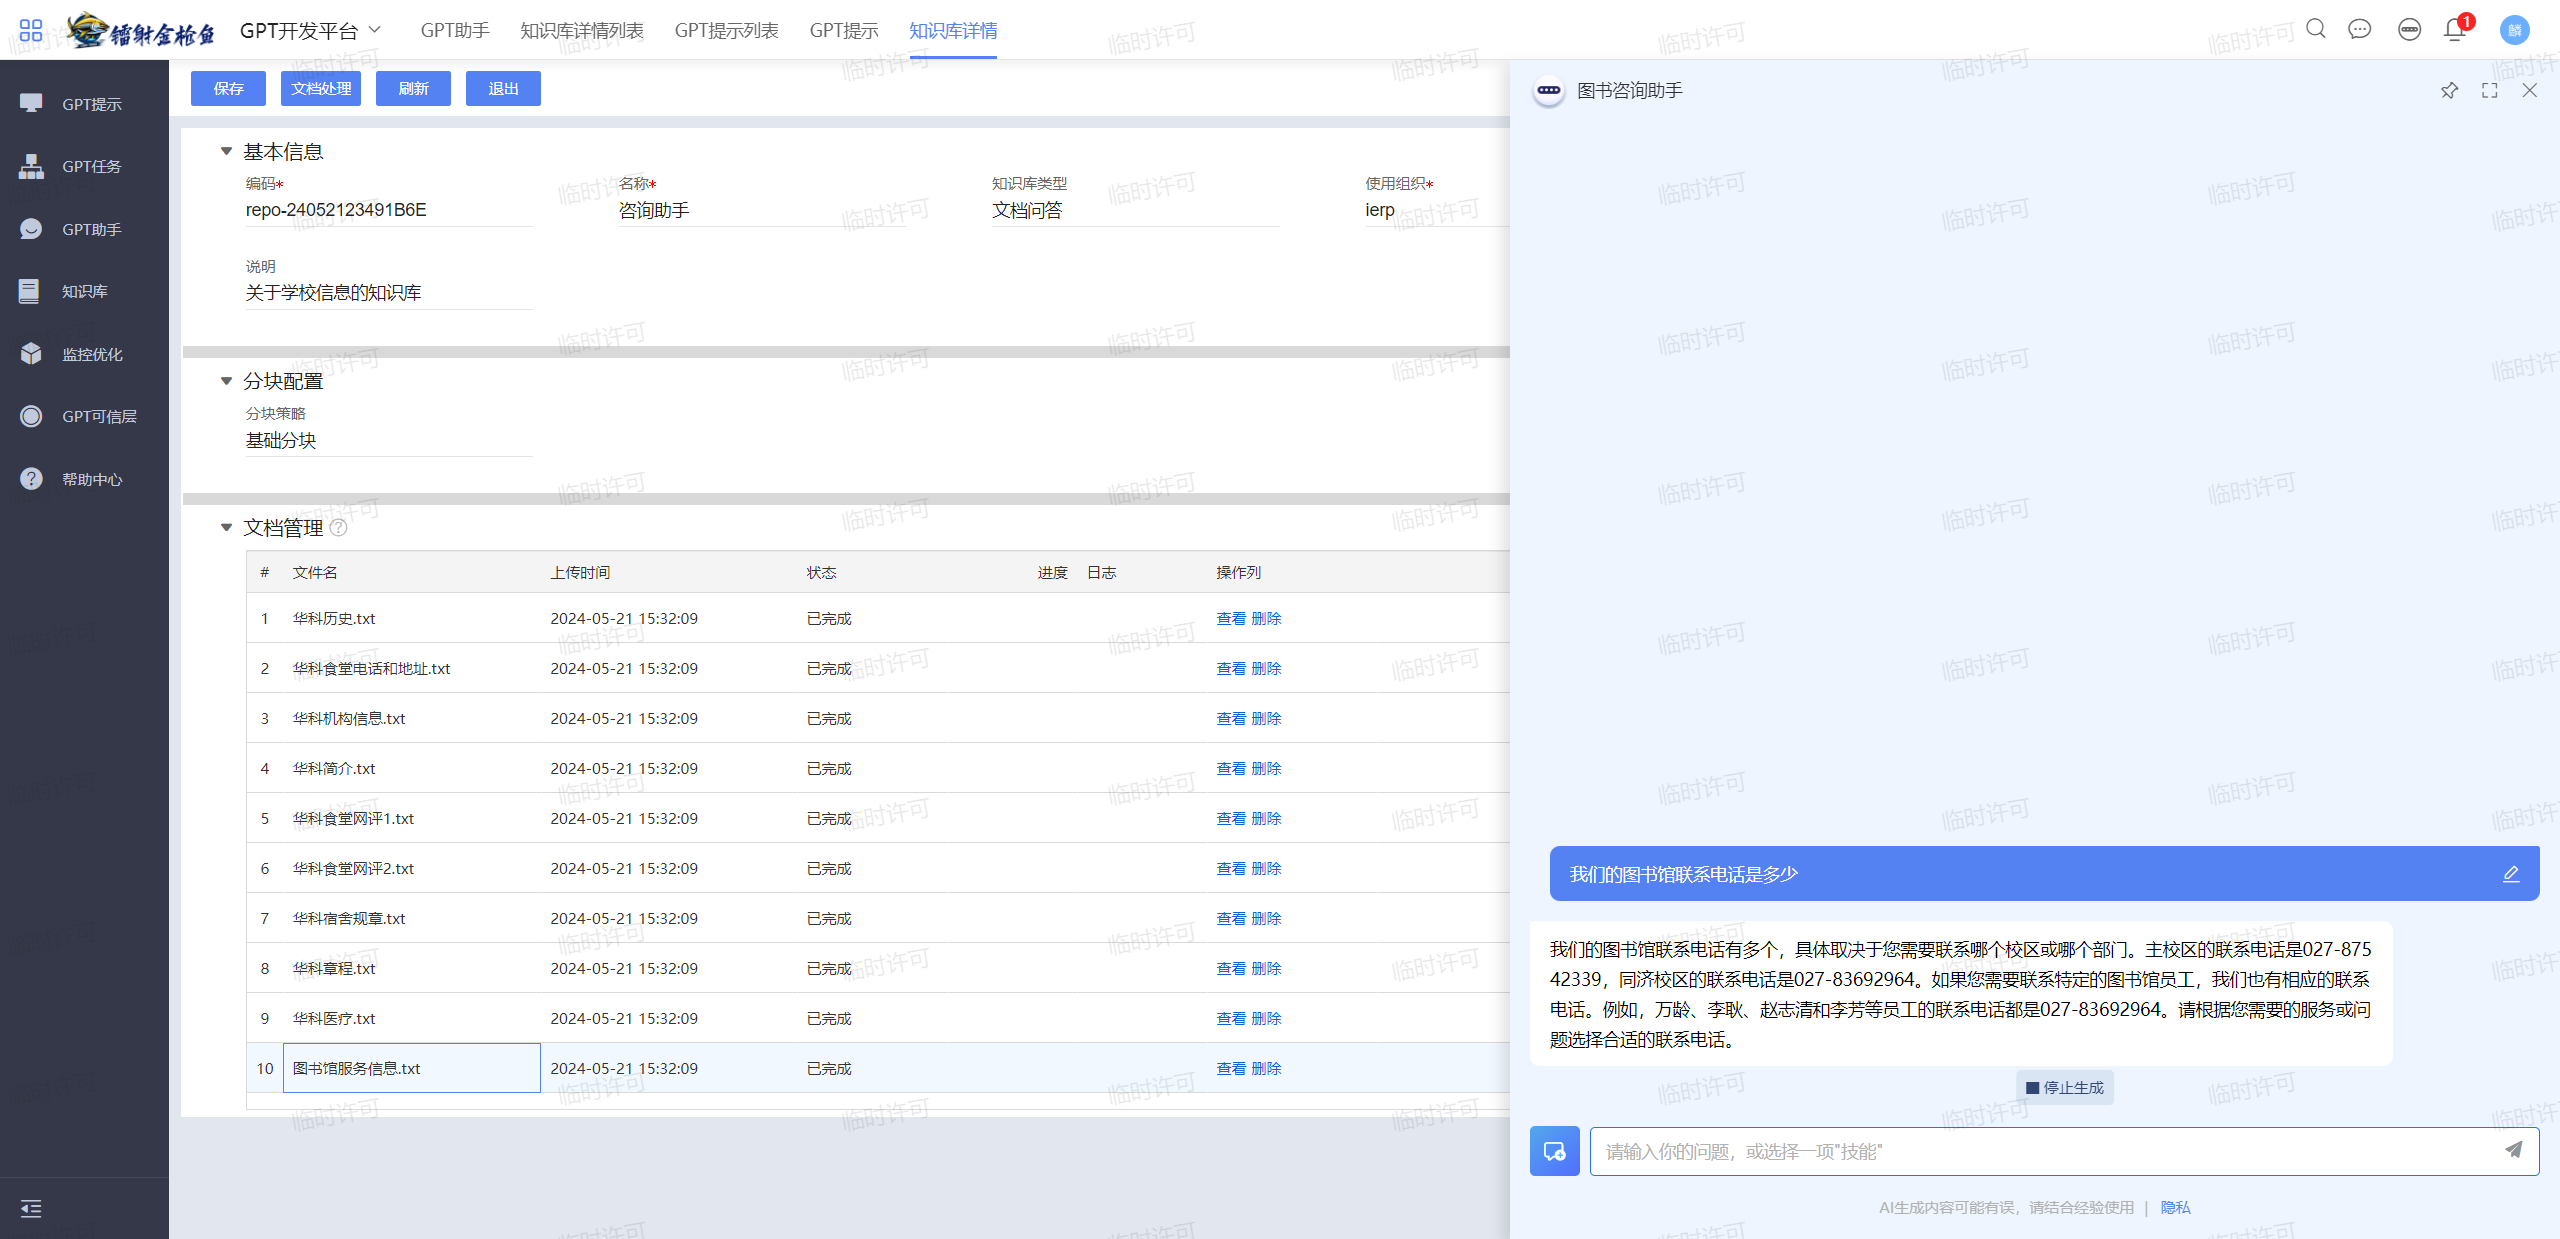 镭射金枪鱼
GPT开发平台
GPT助手
知识库详情列表
GPT提示列表
GPT提示
知识库详情
1
麟
GPT提示
GPT任务
GPT助手
知识库
监控优化
GPT可信层
帮助中心
保存
文档处理
刷新
退出
基本信息
编码*
名称*
知识库类型
使用组织*
repo-24052123491B6E
咨询助手
文档问答
ierp
说明
关于学校信息的知识库
分块配置
分块策略
基础分块
文档管理
# 文件名 上传时间 状态 进度 日志 操作列
1 华科历史.txt 2024-05-21 15:32:09 已完成 查看 删除
2 华科食堂电话和地址.txt 2024-05-21 15:32:09 已完成 查看 删除
3 华科机构信息.txt 2024-05-21 15:32:09 已完成 查看 删除
4 华科简介.txt 2024-05-21 15:32:09 已完成 查看 删除
5 华科食堂网评1.txt 2024-05-21 15:32:09 已完成 查看 删除
6 华科食堂网评2.txt 2024-05-21 15:32:09 已完成 查看 删除
7 华科宿舍规章.txt 2024-05-21 15:32:09 已完成 查看 删除
8 华科章程.txt 2024-05-21 15:32:09 已完成 查看 删除
9 华科医疗.txt 2024-05-21 15:32:09 已完成 查看 删除
10 图书馆服务信息.txt 2024-05-21 15:32:09 已完成 查看 删除
图书咨询助手
我们的图书馆联系电话是多少
我们的图书馆联系电话有多个，具体取决于您需要联系哪个校区或哪个部门。主校区的联系电话是027-875
42339，同济校区的联系电话是027-83692964。如果您需要联系特定的图书馆员工，我们也有相应的联系
电话。例如，万龄、李耿、赵志清和李芳等员工的联系电话都是027-83692964。请根据您需要的服务或问
题选择合适的联系电话。
停止生成
请输入你的问题，或选择一项"技能"
AI生成内容可能有误，请结合经验使用 | 隐私
临时许可